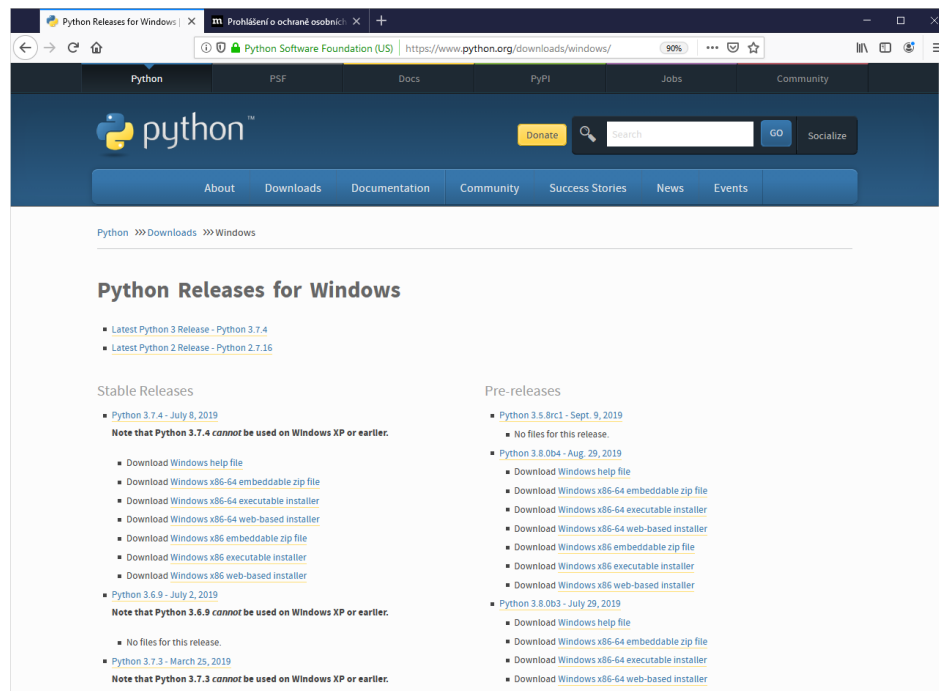 Python Releases for Windows |
Prohlášení o ochraně osobních
Python Software Foundation (US)
https://www.python.org/downloads/windows/
90%
Python
PSF
Docs
PyPI
Jobs
Community
python™
Donate
Search
GO
Socialize
About
Downloads
Documentation
Community
Success Stories
News
Events
Python >>> Downloads >>> Windows
Python Releases for Windows
Latest Python 3 Release - Python 3.7.4
Latest Python 2 Release - Python 2.7.16
Stable Releases
Python 3.7.4 - July 8, 2019
Note that Python 3.7.4 cannot be used on Windows XP or earlier.
Download Windows help file
Download Windows x86-64 embeddable zip file
Download Windows x86-64 executable installer
Download Windows x86-64 web-based installer
Download Windows x86 embeddable zip file
Download Windows x86 executable installer
Download Windows x86 web-based installer
Python 3.6.9 - July 2, 2019
Note that Python 3.6.9 cannot be used on Windows XP or earlier.
No files for this release.
Python 3.7.3 - March 25, 2019
Note that Python 3.7.3 cannot be used on Windows XP or earlier.
Pre-releases
Python 3.5.8rc1 - Sept. 9, 2019
No files for this release.
Python 3.8.0b4 - Aug. 29, 2019
Download Windows help file
Download Windows x86-64 embeddable zip file
Download Windows x86-64 executable installer
Download Windows x86-64 web-based installer
Download Windows x86 embeddable zip file
Download Windows x86 executable installer
Download Windows x86 web-based installer
Python 3.8.0b3 - July 29, 2019
Download Windows help file
Download Windows x86-64 embeddable zip file
Download Windows x86-64 executable installer
Download Windows x86-64 web-based installer